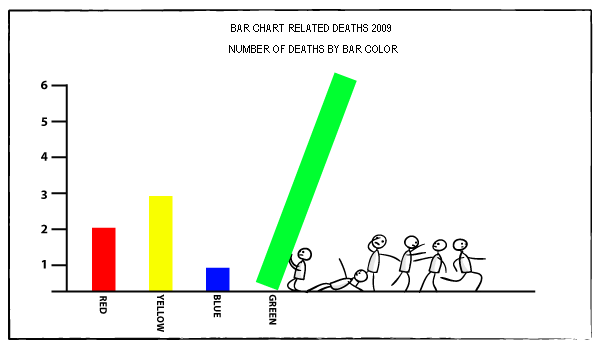 BAR CHART RELATED DEATHS 2009
NUMBER OF DEATHS BY BAR COLOR
6
5
4
3
2
1
RED
YELLOW
BLUE
GREEN